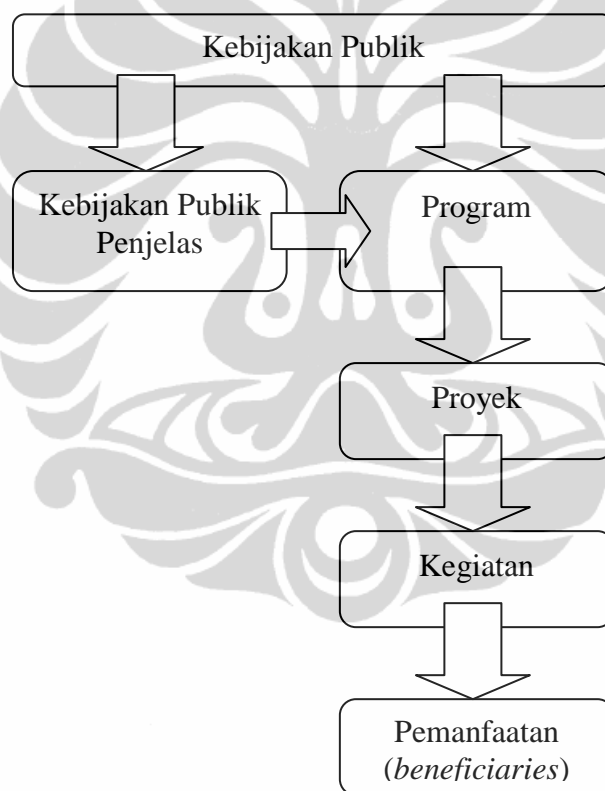 Kebijakan Publik
Kebijakan Publik
Penjelas
Program
Proyek
Kegiatan
Pemanfaatan
(beneficiaries)